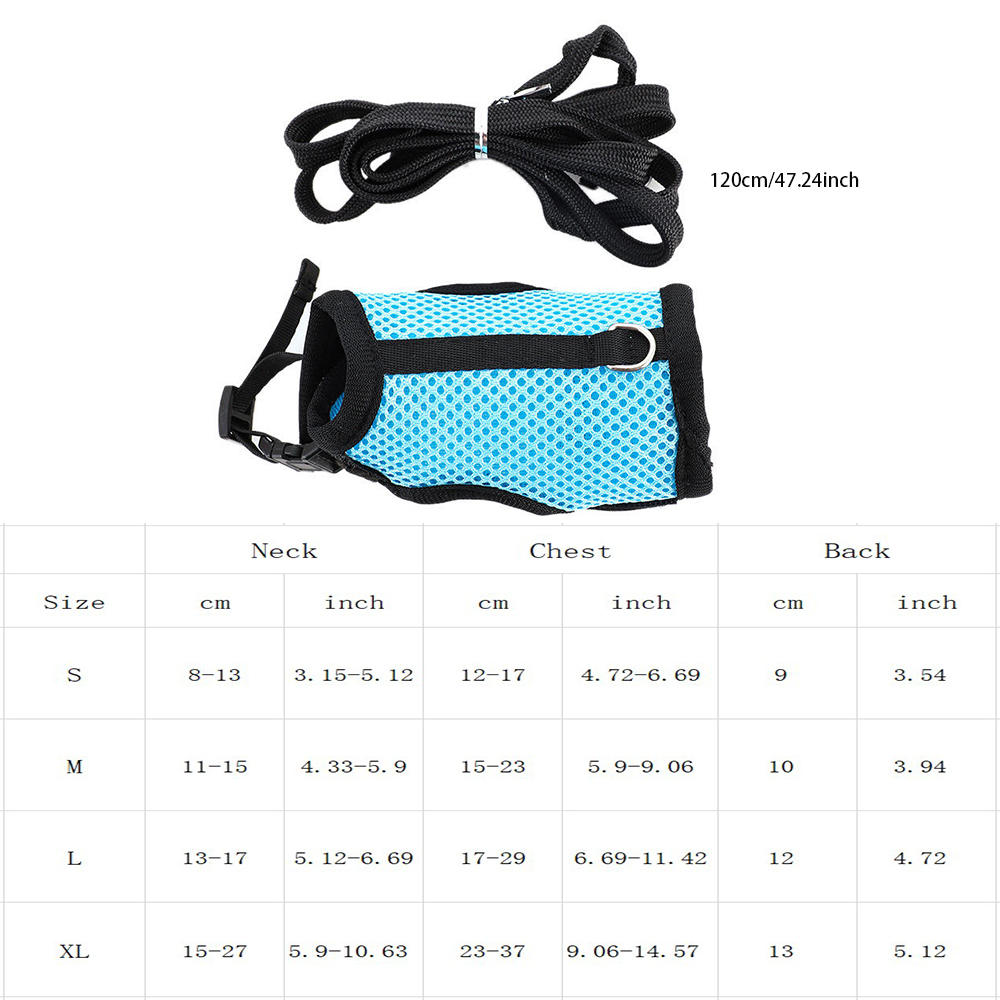 120cm/47.24inch
Neck Chest Back
Size cm inch cm inch cm inch
S 8-13 3.15-5.12 12-17 4.72-6.69 9 3.54
M 11-15 4.33-5.9 15-23 5.9-9.06 10 3.94
L 13-17 5.12-6.69 17-29 6.69-11.42 12 4.72
XL 15-27 5.9-10.63 23-37 9.06-14.57 13 5.12